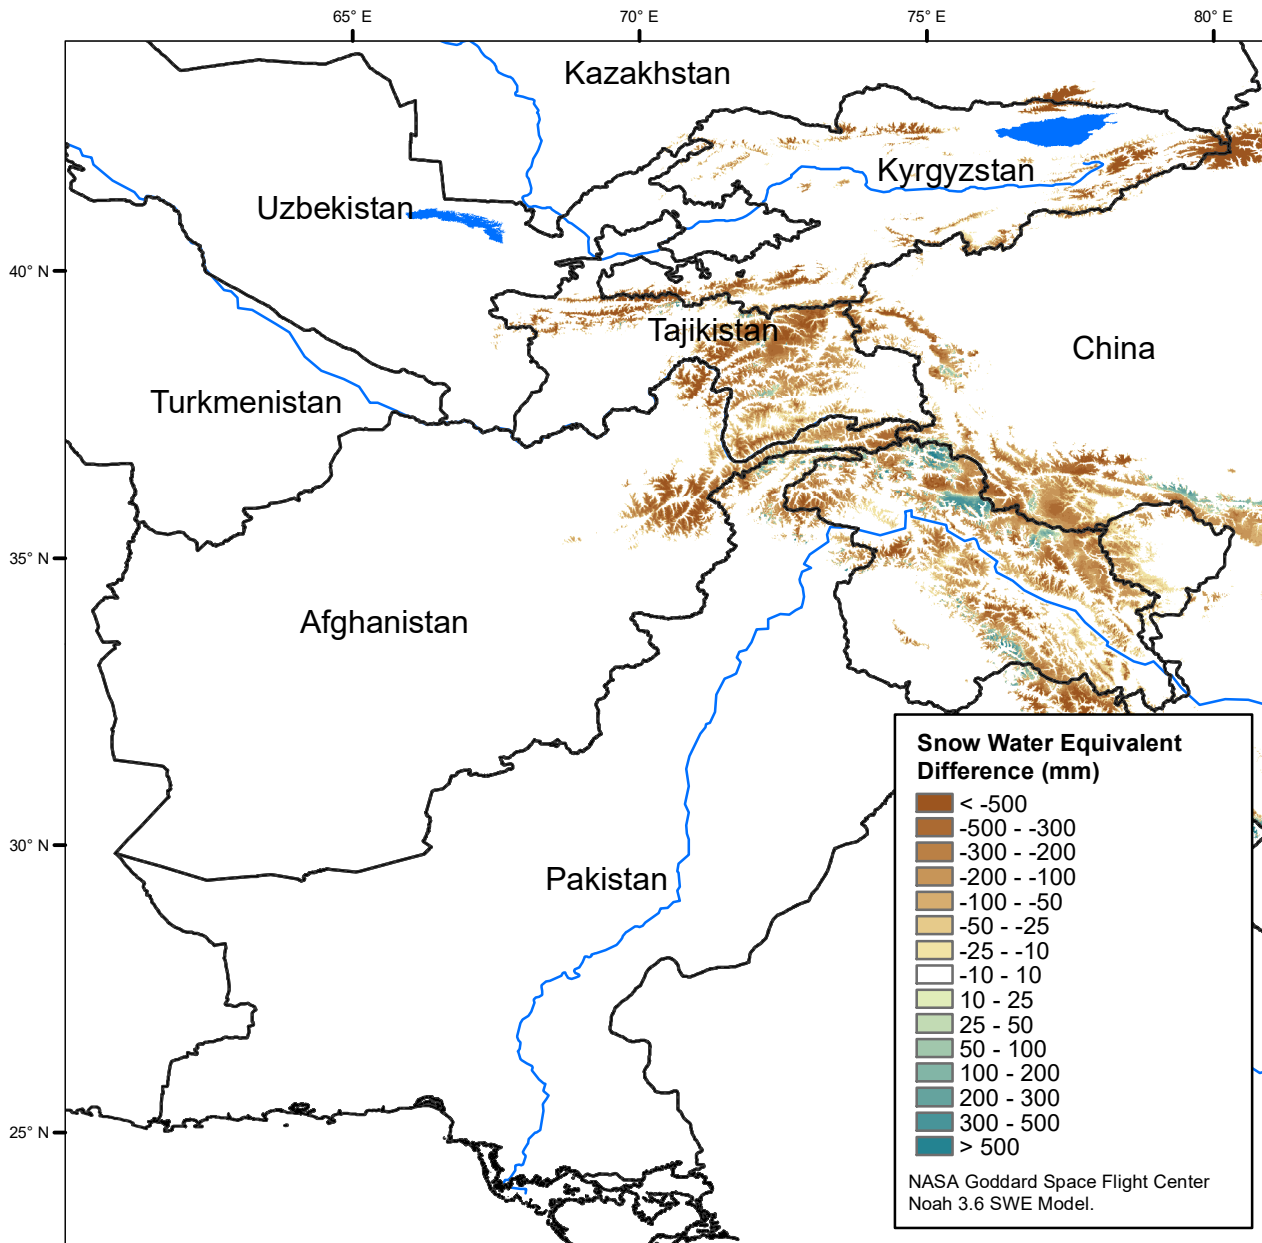 65° E
70° E
75° E
80° E
Kazakhstan
Kyrgyzstan
Uzbekistan
40° N
Tajikistan
China
Turkmenistan
35° N
Afghanistan
Snow Water Equivalent
Difference (mm)
< -500
-500 - -300
-300 - -200
-200 - -100
-100 - -50
-50 - -25
-25 - -10
-10 - 10
10 - 25
25 - 50
50 - 100
100 - 200
200 - 300
300 - 500
> 500
30° N
Pakistan
25° N
NASA Goddard Space Flight Center
Noah 3.6 SWE Model.